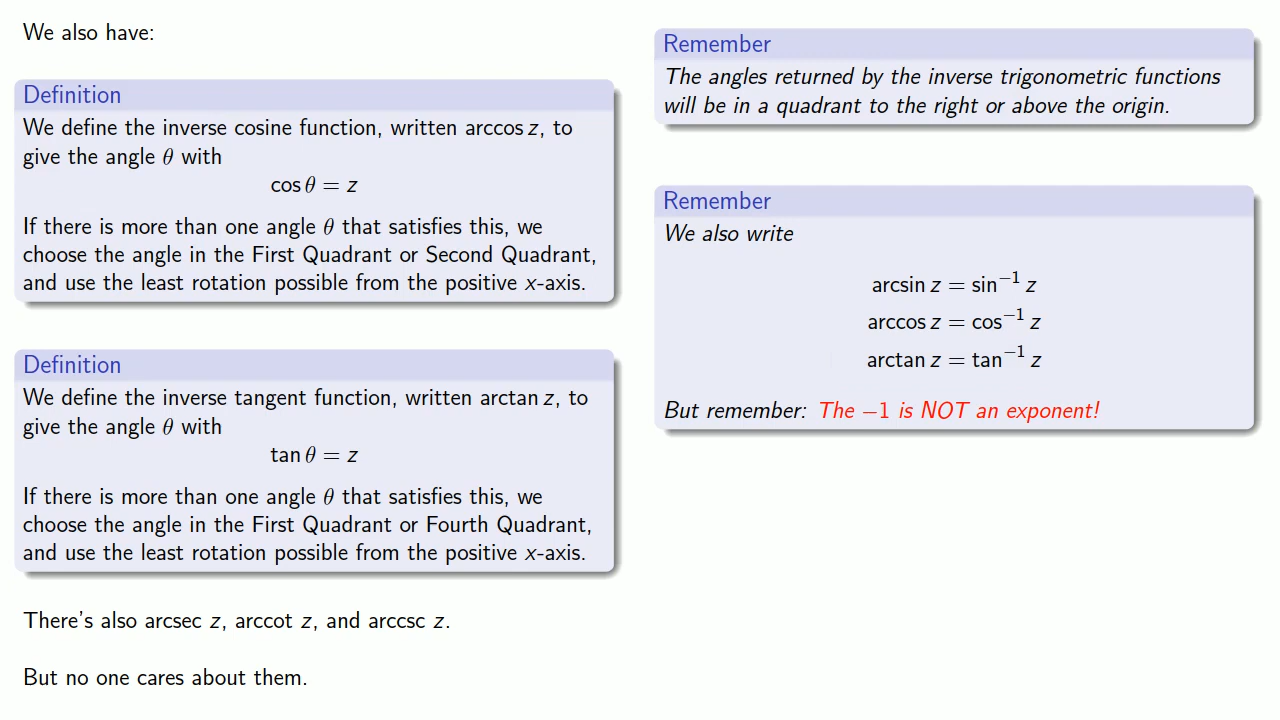 We also have:
Definition
We define the inverse cosine function, written arccos z, to
give the angle θ with
cos θ = z
If there is more than one angle θ that satisfies this, we
choose the angle in the First Quadrant or Second Quadrant,
and use the least rotation possible from the positive x-axis.
Definition
We define the inverse tangent function, written arctan z, to
give the angle θ with
tan θ = z
If there is more than one angle θ that satisfies this, we
choose the angle in the First Quadrant or Fourth Quadrant,
and use the least rotation possible from the positive x-axis.
There's also arcsec z, arccot z, and arccsc z.
But no one cares about them.
Remember
The angles returned by the inverse trigonometric functions
will be in a quadrant to the right or above the origin.
Remember
We also write
arcsin z = sin⁻¹ z
arccos z = cos⁻¹ z
arctan z = tan⁻¹ z
But remember: The −1 is NOT an exponent!